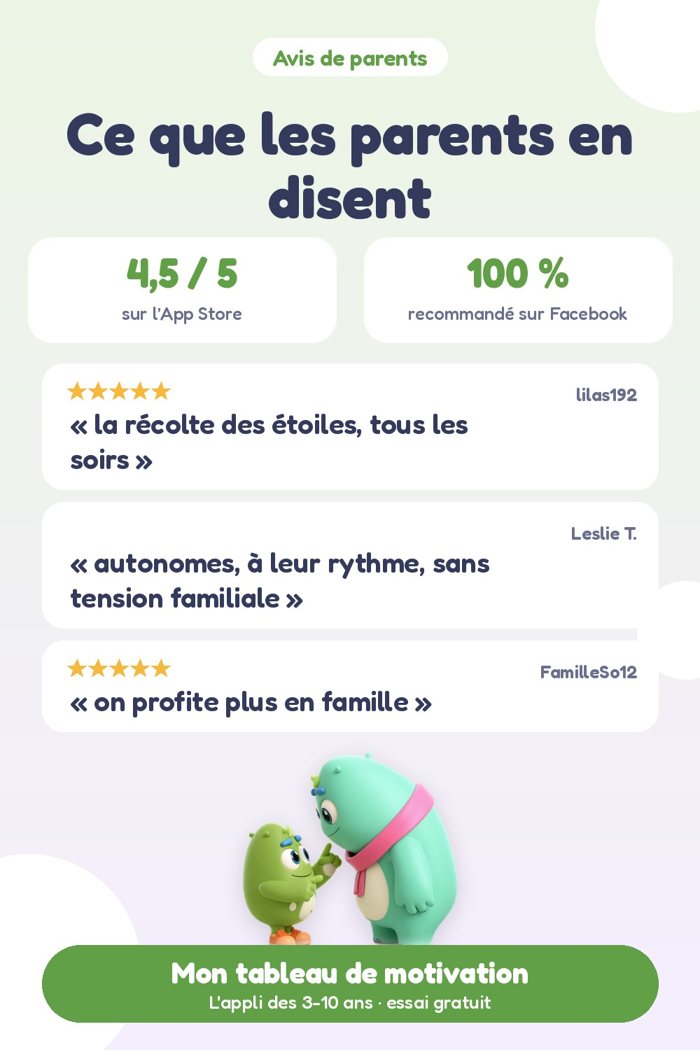 Avis de parents
Ce que les parents en
disent
4,5 / 5
sur l'App Store
100 %
recommandé sur Facebook
★★★★★
lilas192
« la récolte des étoiles, tous les
soirs »
Leslie T.
« autonomes, à leur rythme, sans
tension familiale »
★★★★★
FamilleSo12
« on profite plus en famille »
Mon tableau de motivation
L'appli des 3-10 ans · essai gratuit